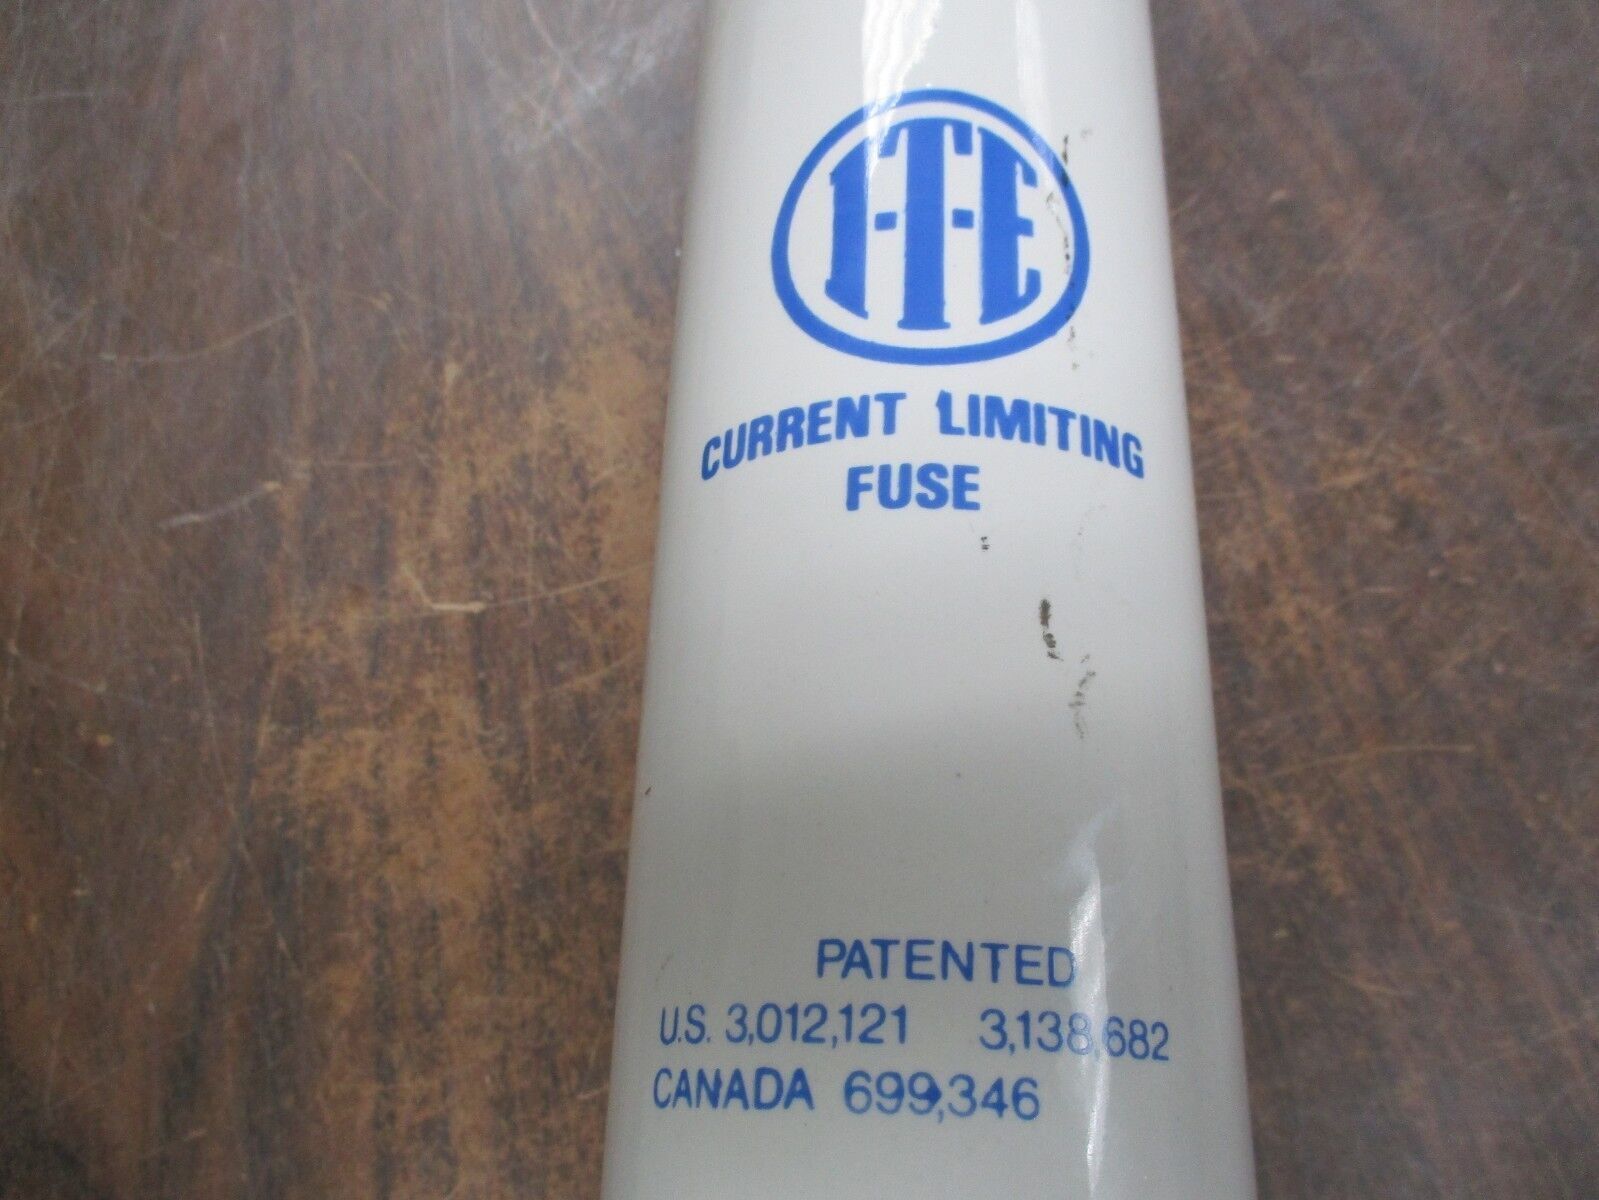 I-T-E
CURRENT LIMITING
FUSE
PATENTED
U.S. 3,012,121 3,138,682
CANADA 699,346